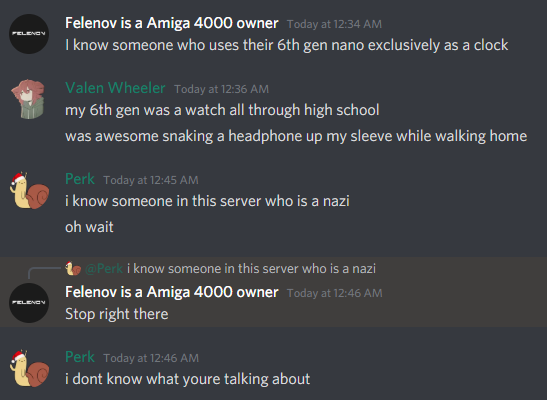 Felenov is a Amiga 4000 owner Today at 12:34 AM
FELENOV
I know someone who uses their 6th gen nano exclusively as a clock
Valen Wheeler Today at 12:36 AM
my 6th gen was a watch all through high school
was awesome snaking a headphone up my sleeve while walking home
Perk Today at 12:45 AM
i know someone in this server who is a nazi
oh wait
@Perk i know someone in this server who is a nazi
Felenov is a Amiga 4000 owner Today at 12:46 AM
FELENOV
Stop right there
Perk Today at 12:46 AM
i dont know what youre talking about